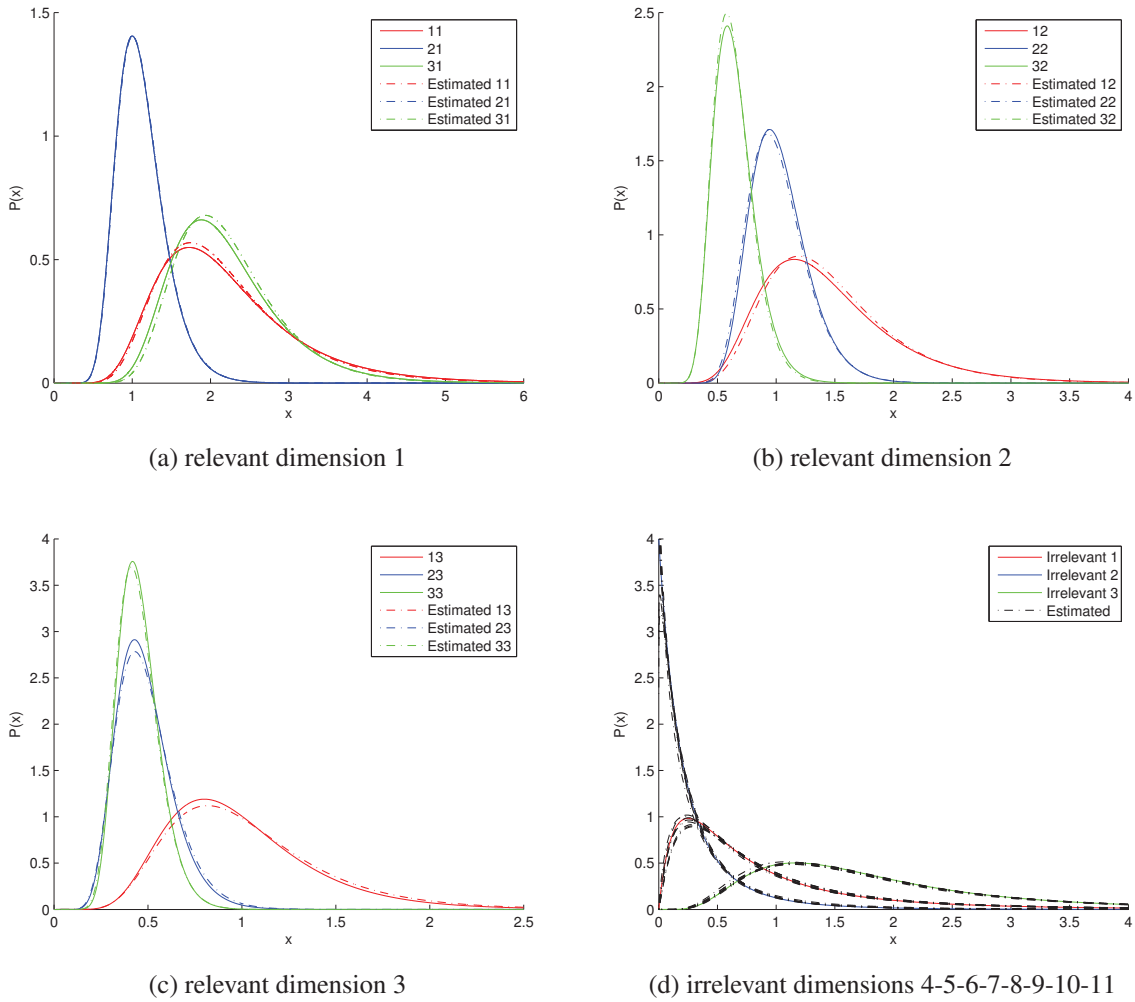 1.5
1
0.5
0
P(x)
0 1 2 3 4 5 6
x
11
21
31
Estimated 11
Estimated 21
Estimated 31
(a) relevant dimension 1
2.5
2
1.5
1
0.5
0
P(x)
0 0.5 1 1.5 2 2.5 3 3.5 4
x
12
22
32
Estimated 12
Estimated 22
Estimated 32
(b) relevant dimension 2
4
3.5
3
2.5
2
1.5
1
0.5
0
P(x)
0 0.5 1 1.5 2 2.5
x
13
23
33
Estimated 13
Estimated 23
Estimated 33
(c) relevant dimension 3
4
3.5
3
2.5
2
1.5
1
0.5
0
P(x)
0 0.5 1 1.5 2 2.5 3 3.5 4
x
Irrelevant 1
Irrelevant 2
Irrelevant 3
Estimated
(d) irrelevant dimensions 4-5-6-7-8-9-10-11